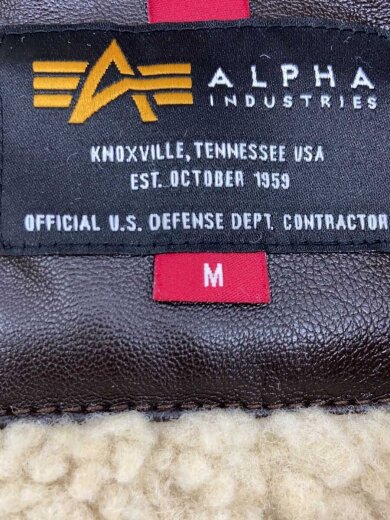 ALPHA
INDUSTRIES
KNOXVILLE, TENNESSEE USA
EST. OCTOBER 1959
OFFICIAL U.S. DEFENSE DEPT. CONTRACTOR
M